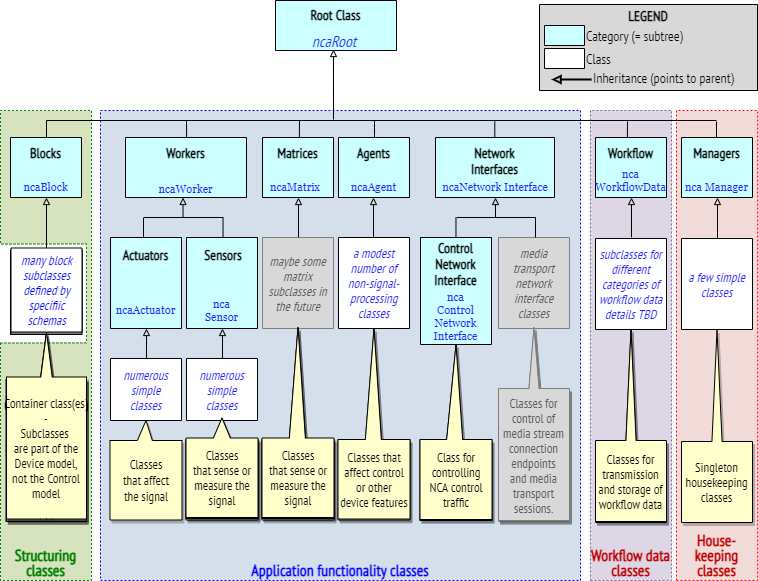 Root Class
ncaRoot
LEGEND
Category (= subtree)
Class
Inheritance (points to parent)
Blocks
ncaBlock
Workers
ncaWorker
Matrices
ncaMatrix
Agents
ncaAgent
Network
Interfaces
ncaNetwork Interface
Workflow
nca
WorkflowData
Managers
nca Manager
many block
subclasses
defined by
specifiic
schemas
Actuators
ncaActuator
Sensors
nca
Sensor
maybe some
matrix
subclasses in
the future
a modest
number of
non-signal-
processing
classes
Control
Network
Interface
nca
Control
Network
Interface
media
transport
network
interface
classes
subclasses for
different
categories of
workflow data
details TBD
a few simple
classes
numerous
simple
classes
numerous
simple
classes
Container class(es)
-
Subclasses
are part of the
Device model,
not the Control
model
Classes
that affect
the signal
Classes
that sense or
measure the
signal
Classes
that sense or
measure the
signal
Classes that
affect control
or other
device features
Class for
controlling
NCA control
traffic
Classes for
control of
media stream
connection
endpoints
and media
transport
sessions.
Classes for
transmission
and storage of
workflow data
Singleton
housekeeping
classes
Structuring
classes
Application functionality classes
Workflow data
classes
House-
keeping
classes